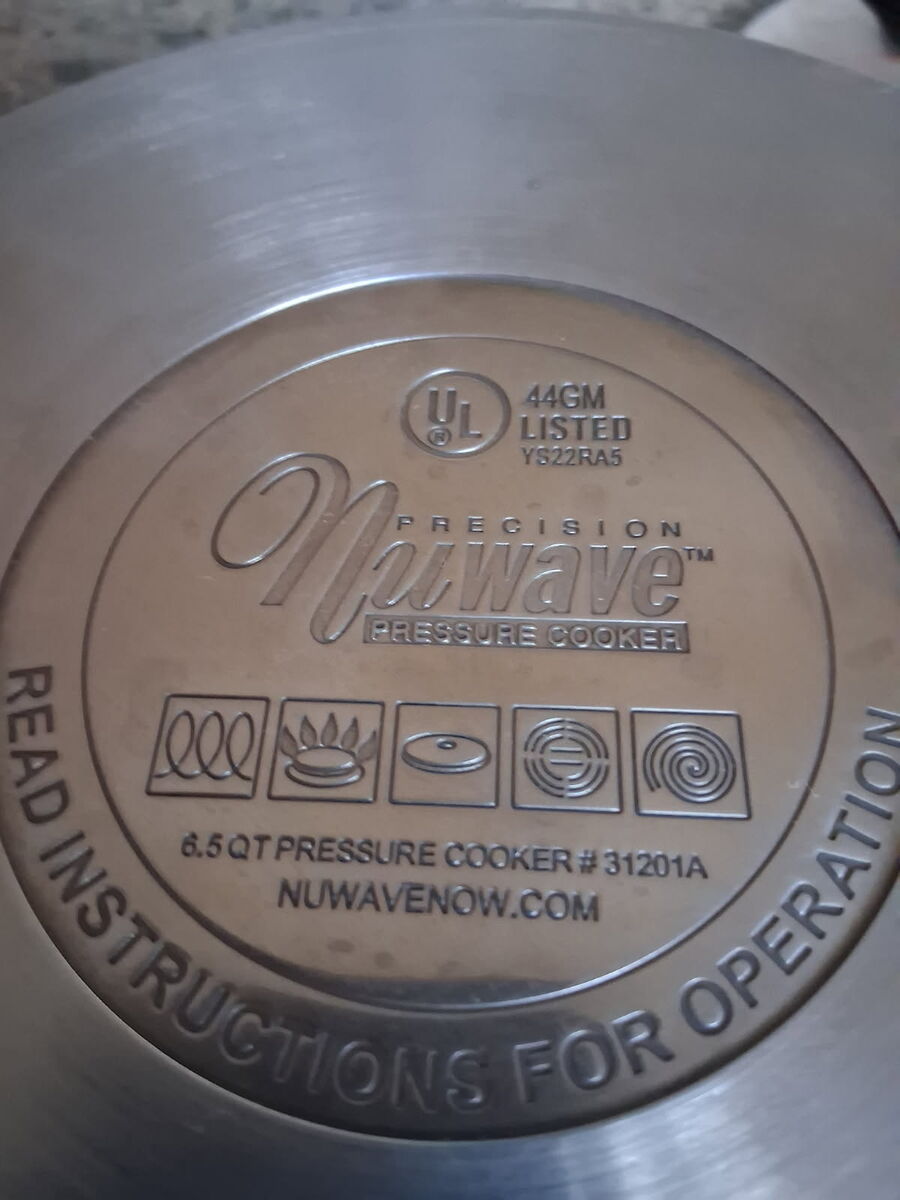 UL® 44GM
LISTED
YS22RA5
PRECISION
Nuwave™
PRESSURE COOKER
6.5 QT PRESSURE COOKER # 31201A
NUWAVENOW.COM
READ INSTRUCTIONS FOR OPERATION